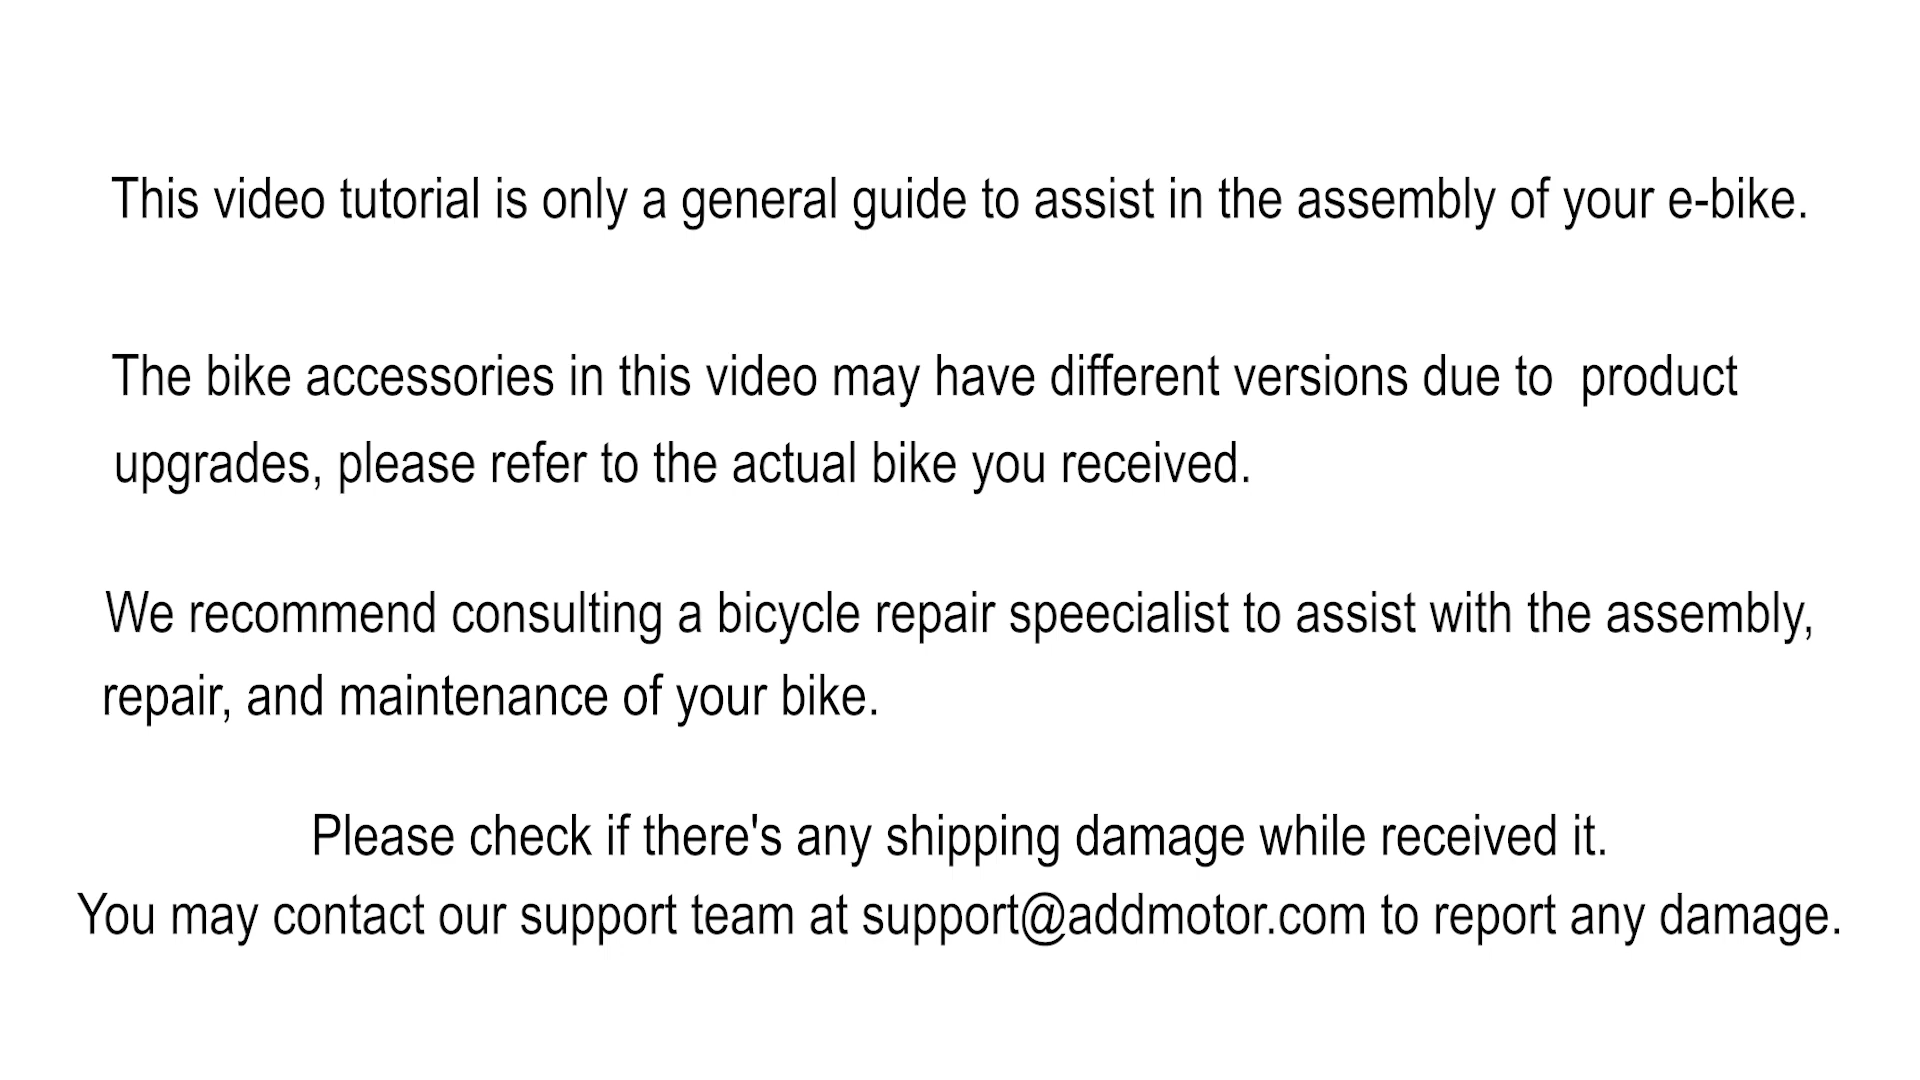 This video tutorial is only a general guide to assist in the assembly of your e-bike.
The bike accessories in this video may have different versions due to  product
upgrades, please refer to the actual bike you received.
We recommend consulting a bicycle repair speecialist to assist with the assembly,
repair, and maintenance of your bike.
Please check if there's any shipping damage while received it.
You may contact our support team at support@addmotor.com to report any damage.